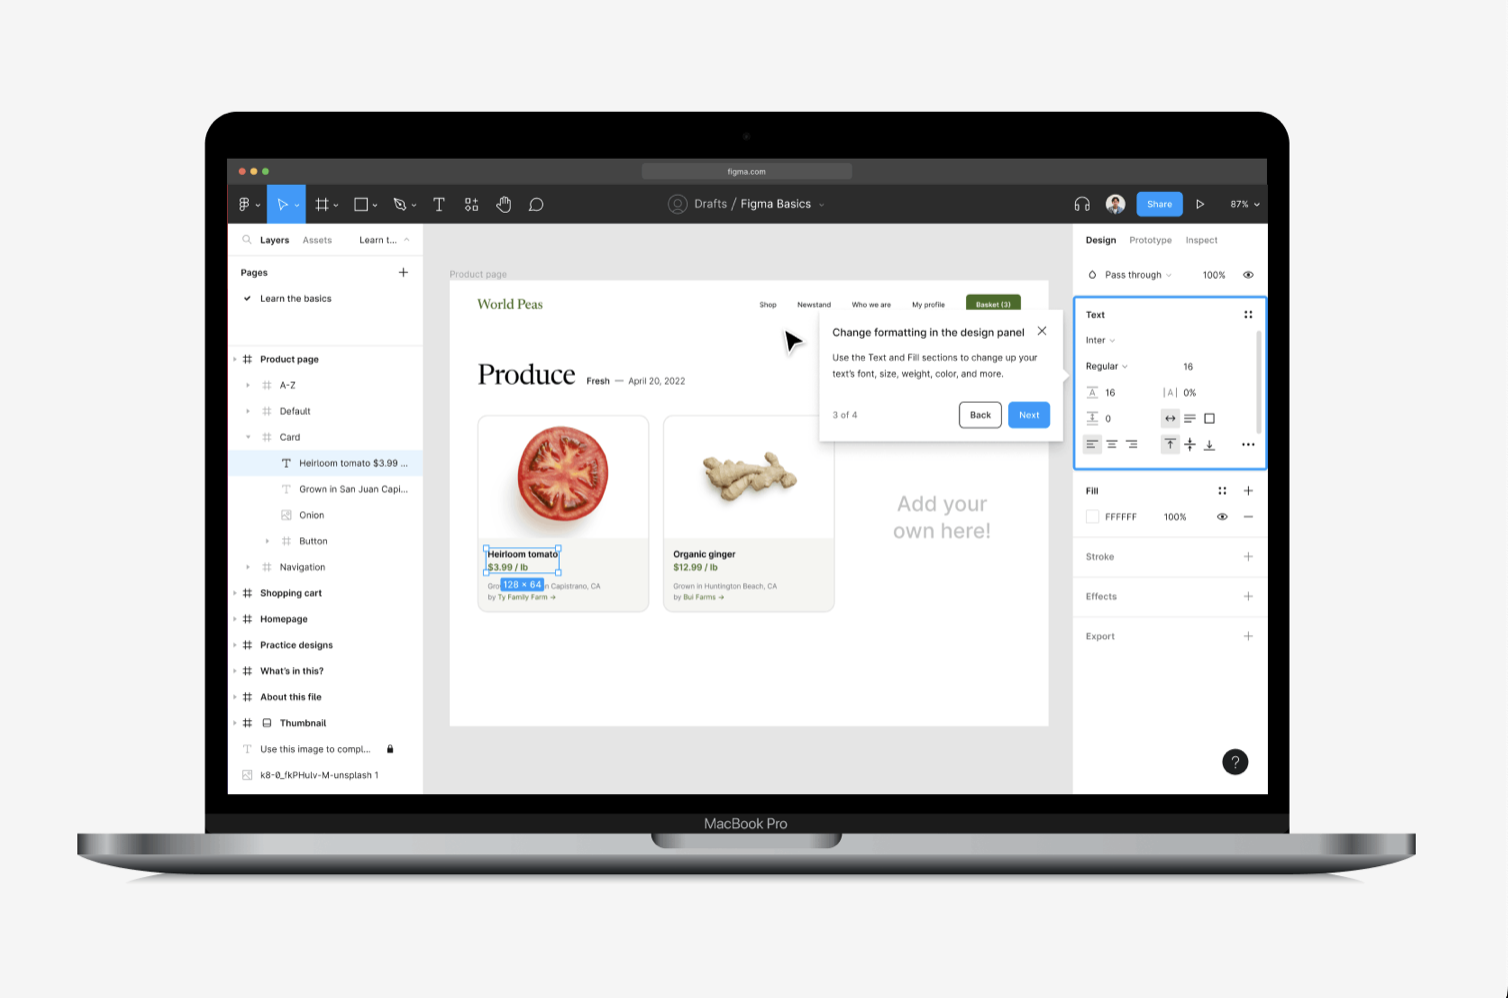 figma.com
Drafts / Figma Basics
Share
87%
Layers
Assets
Learn t...
Pages
Learn the basics
Product page
A-Z
Default
Card
Heirloom tomato $3.99 ...
Grown in San Juan Capi...
Onion
Button
Navigation
Shopping cart
Homepage
Practice designs
What's in this?
About this file
Thumbnail
Use this image to compl...
k8-0_fkPHulv-M-unsplash 1
Product page
World Peas
Shop
Newstand
Who we are
My profile
Basket (3)
Produce
Fresh — April 20, 2022
Heirloom tomato
$3.99 / lb
128 × 64
n Capistrano, CA
by Ty Family Farm →
Organic ginger
$12.99 / lb
Grown in Huntington Beach, CA
by Bui Farms →
Add your
own here!
Change formatting in the design panel
Use the Text and Fill sections to change up your
text's font, size, weight, color, and more.
3 of 4
Back
Next
Design
Prototype
Inspect
Pass through
100%
Text
Inter
Regular
16
16
|A| 0%
0
Fill
FFFFFF
100%
Stroke
Effects
Export
?
MacBook Pro